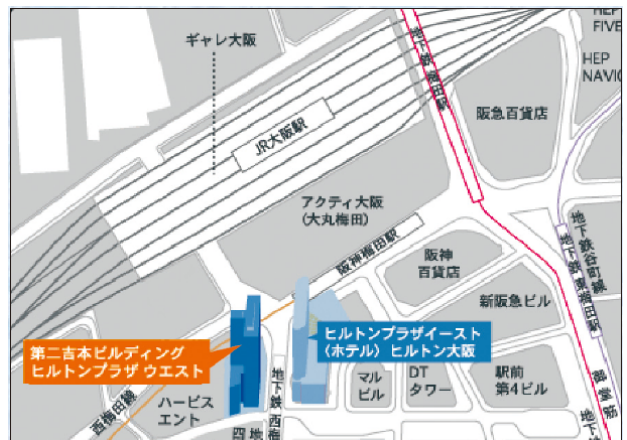 ギャレ大阪
HEP
FIVE
HEP
NAVIO
地下鉄梅田駅
阪急百貨店
JR大阪駅
アクティ大阪
(大丸梅田)
阪神梅田駅
阪神
百貨店
地下鉄谷町線
地下鉄東梅田駅
新阪急ビル
第二吉本ビルディング
ヒルトンプラザ ウエスト
ヒルトンプラザイースト
(ホテル) ヒルトン大阪
マル
ビル
DT
タワー
駅前
第4ビル
御堂筋
西梅田線
ハービス
エント
地下鉄 西梅
四
地
地下